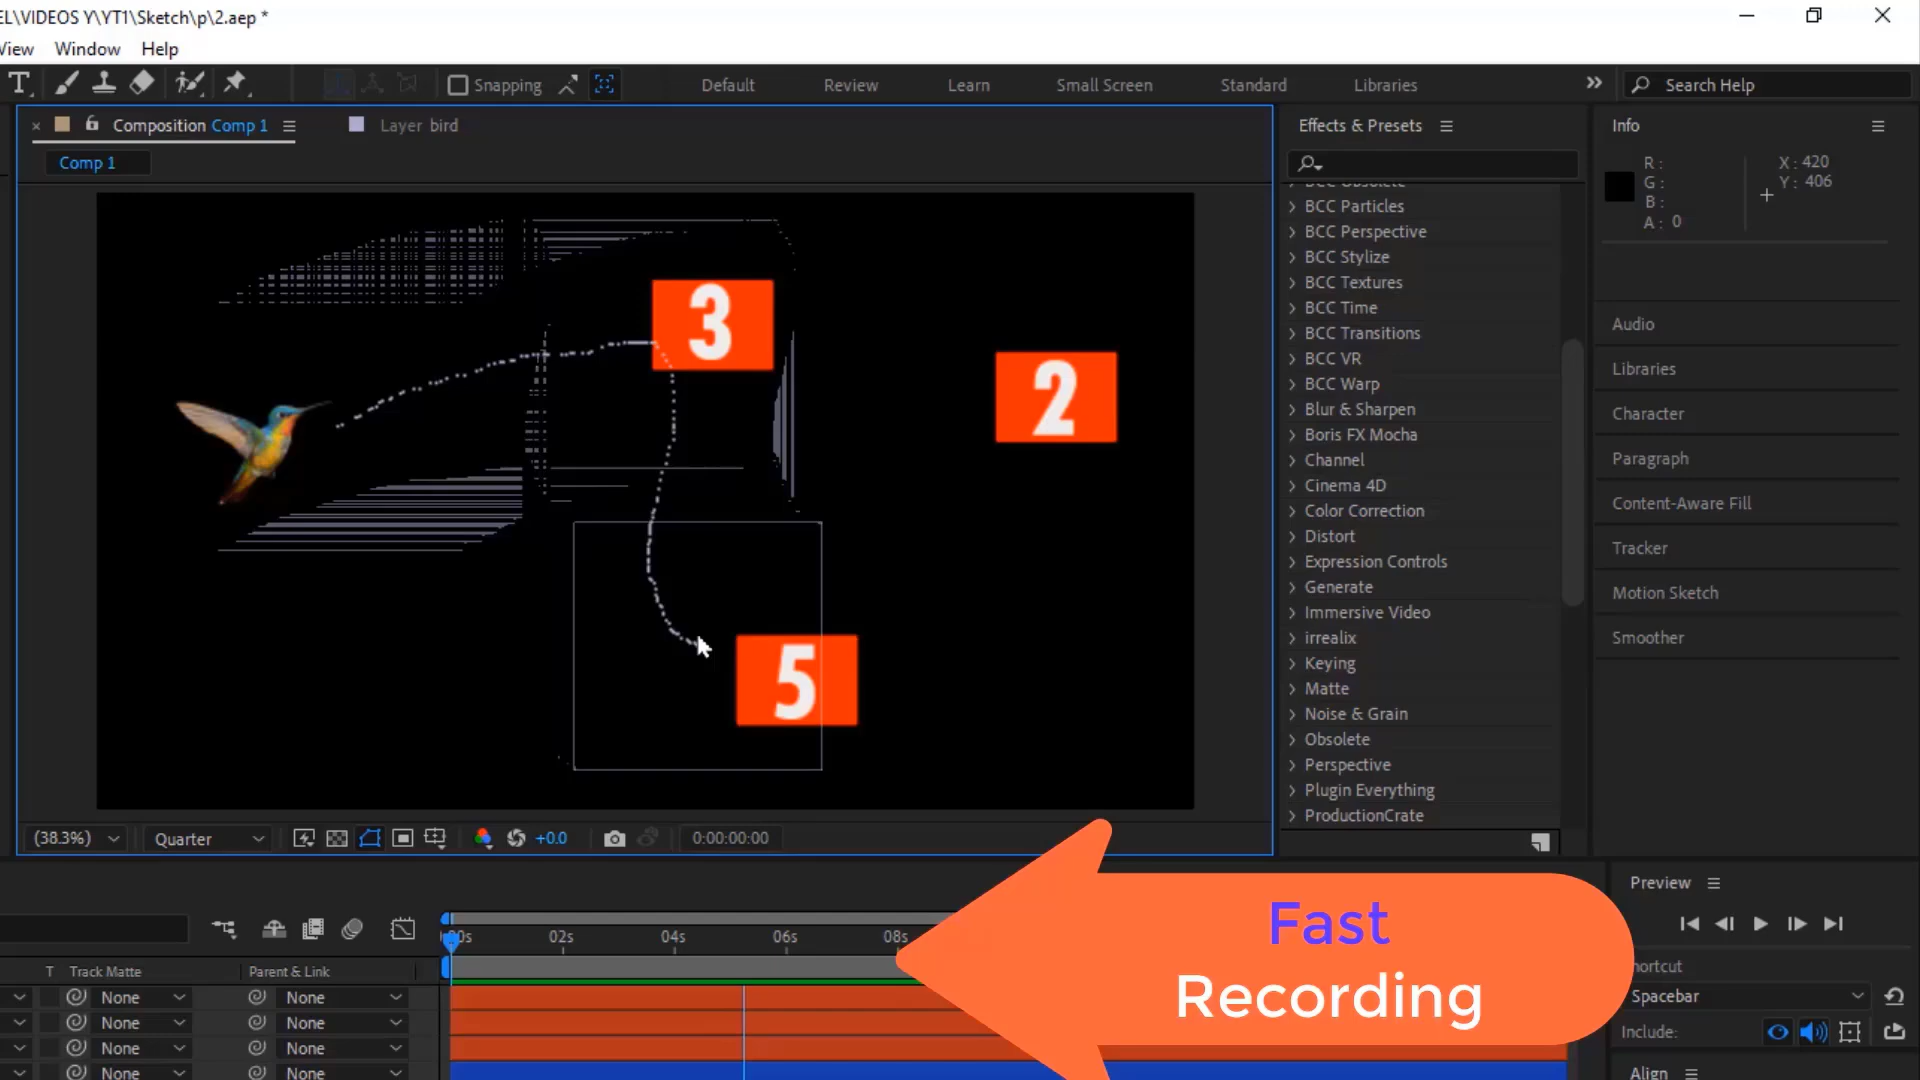 EL\VIDEOS Y\YT1\Sketch\p\2.aep *
View Window Help
T Snapping Default Review Learn Small Screen Standard Libraries Search Help
Composition Comp 1 Layer bird
Comp 1
3
2
5
(38.3%) Quarter +0.0 0:00:00:00
Effects & Presets
BCC Obsolete
BCC Particles
BCC Perspective
BCC Stylize
BCC Textures
BCC Time
BCC Transitions
BCC VR
BCC Warp
Blur & Sharpen
Boris FX Mocha
Channel
Cinema 4D
Color Correction
Distort
Expression Controls
Generate
Immersive Video
irrealix
Keying
Matte
Noise & Grain
Obsolete
Perspective
Plugin Everything
ProductionCrate
Info
R : X : 420
G : Y : 406
B :
A : 0
Audio
Libraries
Character
Paragraph
Content-Aware Fill
Tracker
Motion Sketch
Smoother
00s 02s 04s 06s 08s
T Track Matte Parent & Link
None None
None None
None None
None None
Fast
Recording
Preview
hortcut
Spacebar
Include:
Align